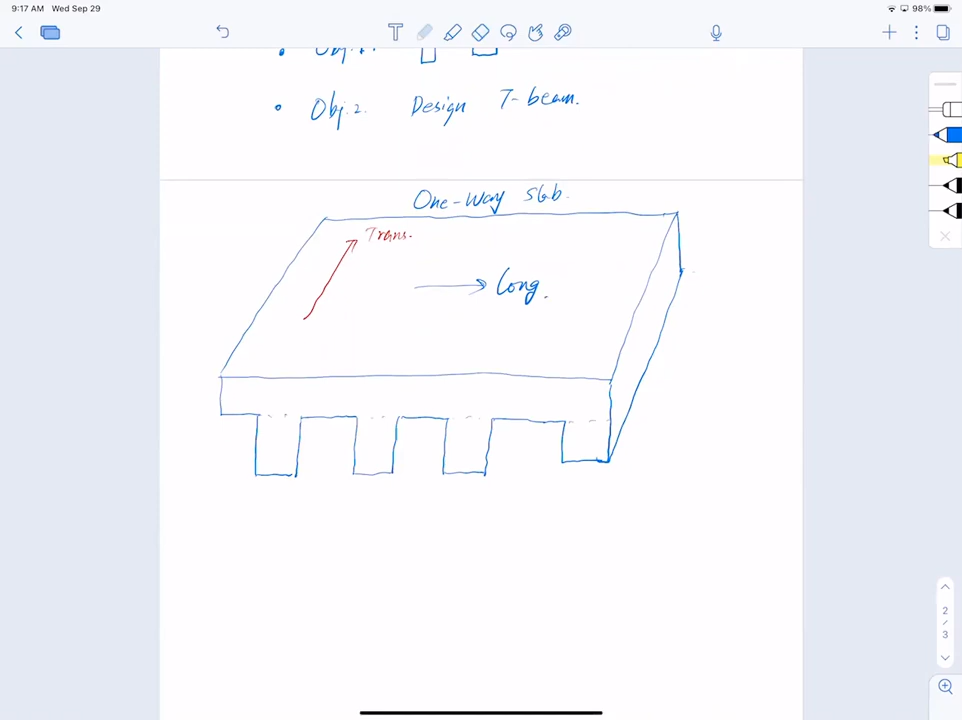 9:17 AM Wed Sep 29
98%
Obj. 2. Design T-beam.
One-Way slab.
Trans.
Long.
2
/
3